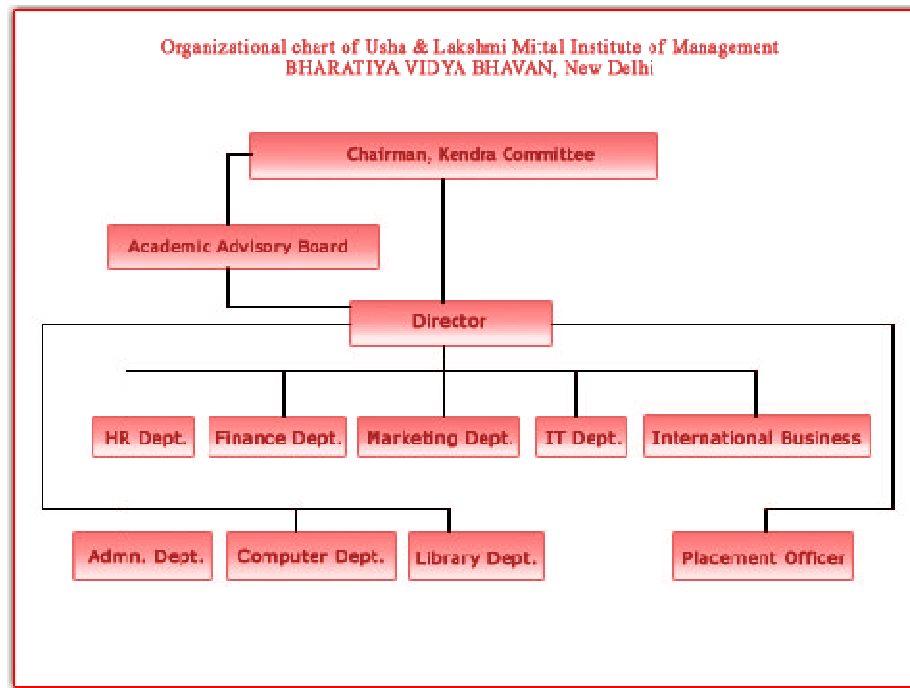 Organizational chart of Usha & Lakshmi Mittal Institute of Management
BHARATIYA VIDYA BHAVAN, New Delhi
Chairman, Kendra Committee
Academic Advisory Board
Director
HR Dept.
Finance Dept.
Marketing Dept.
IT Dept.
International Business
Admn. Dept.
Computer Dept.
Library Dept.
Placement Officer